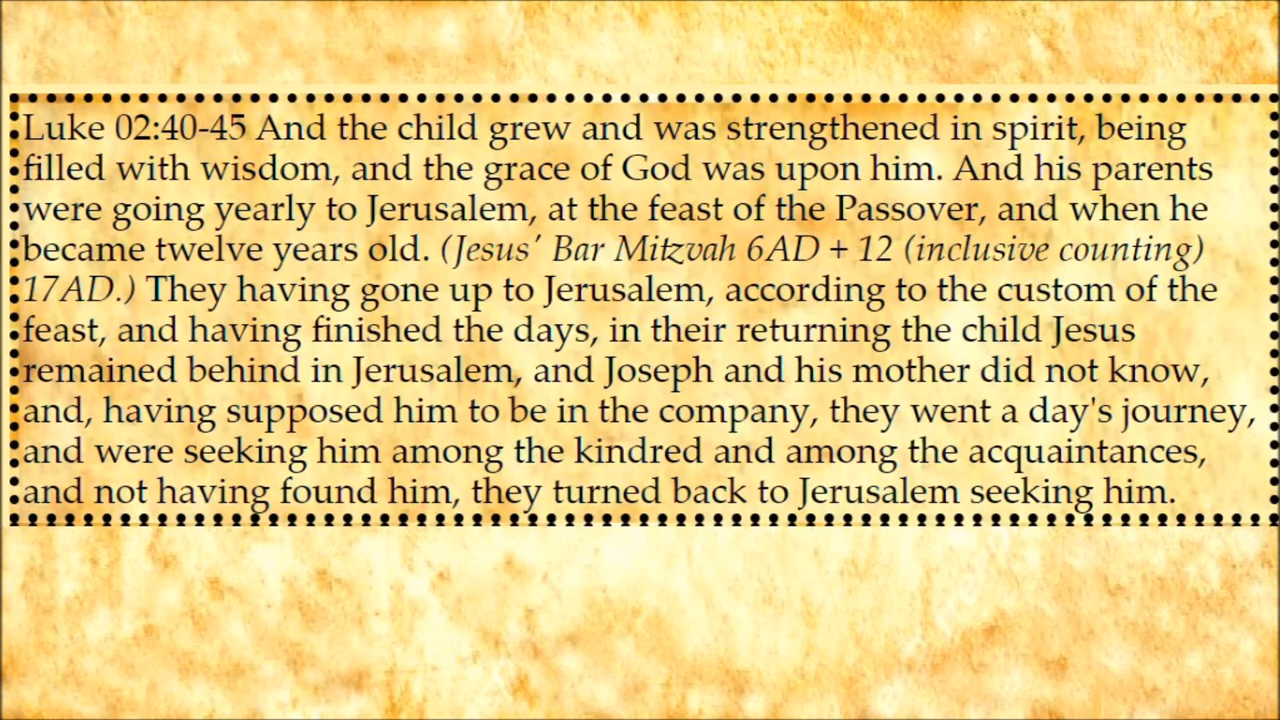 Luke 02:40-45 And the child grew and was strengthened in spirit, being
filled with wisdom, and the grace of God was upon him. And his parents
were going yearly to Jerusalem, at the feast of the Passover, and when he
became twelve years old. (Jesus' Bar Mitzvah 6AD + 12 (inclusive counting)
17AD.) They having gone up to Jerusalem, according to the custom of the
feast, and having finished the days, in their returning the child Jesus
remained behind in Jerusalem, and Joseph and his mother did not know,
and, having supposed him to be in the company, they went a day's journey,
and were seeking him among the kindred and among the acquaintances,
and not having found him, they turned back to Jerusalem seeking him.